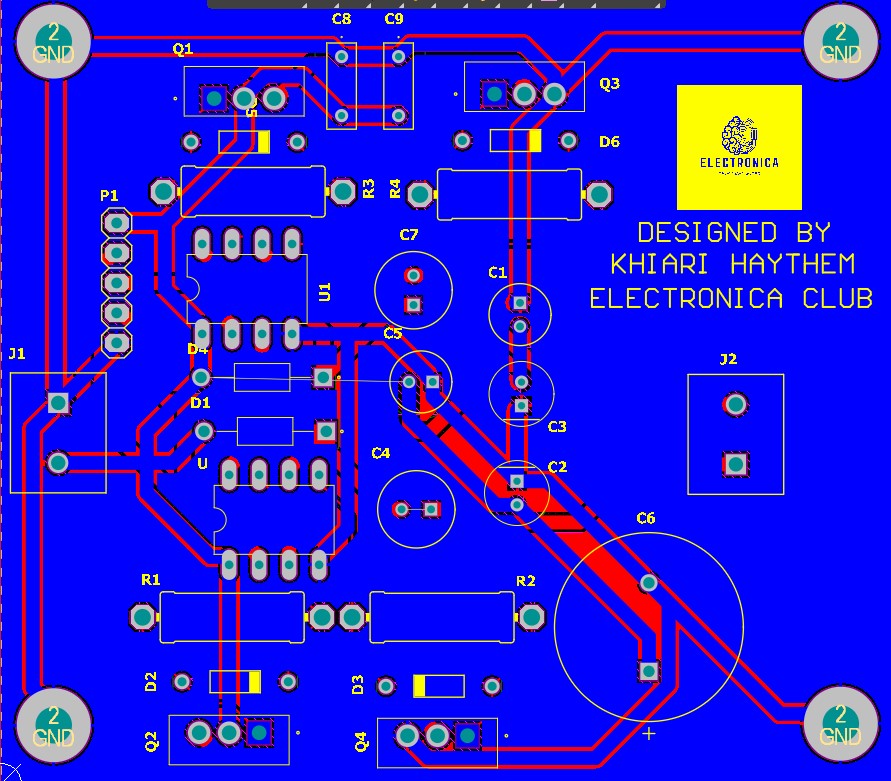 C8 C9
2
GND
Q1
Q3
2
GND
D6
ELECTRONICA
P1
R3
R4
DESIGNED BY
KHIARI HAYTHEM
ELECTRONICA CLUB
C7
C1
U1
C5
D4
J1
J2
D1
C3
U
C4
C2
C6
R1
R2
D2
D3
2
GND
Q2
Q4
+
2
GND